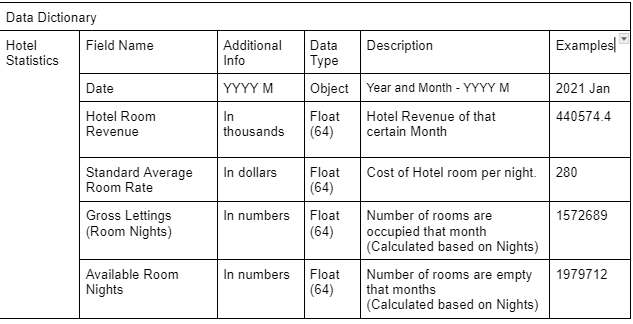 Data Dictionary
Hotel Statistics
Field Name
Additional Info
Data Type
Description
Examples
Date
YYYY M
Object
Year and Month - YYYY M
2021 Jan
Hotel Room Revenue
In thousands
Float (64)
Hotel Revenue of that certain Month
440574.4
Standard Average Room Rate
In dollars
Float (64)
Cost of Hotel room per night.
280
Gross Lettings (Room Nights)
In numbers
Float (64)
Number of rooms are occupied that month (Calculated based on Nights)
1572689
Available Room Nights
In numbers
Float (64)
Number of rooms are empty that months (Calculated based on Nights)
1979712